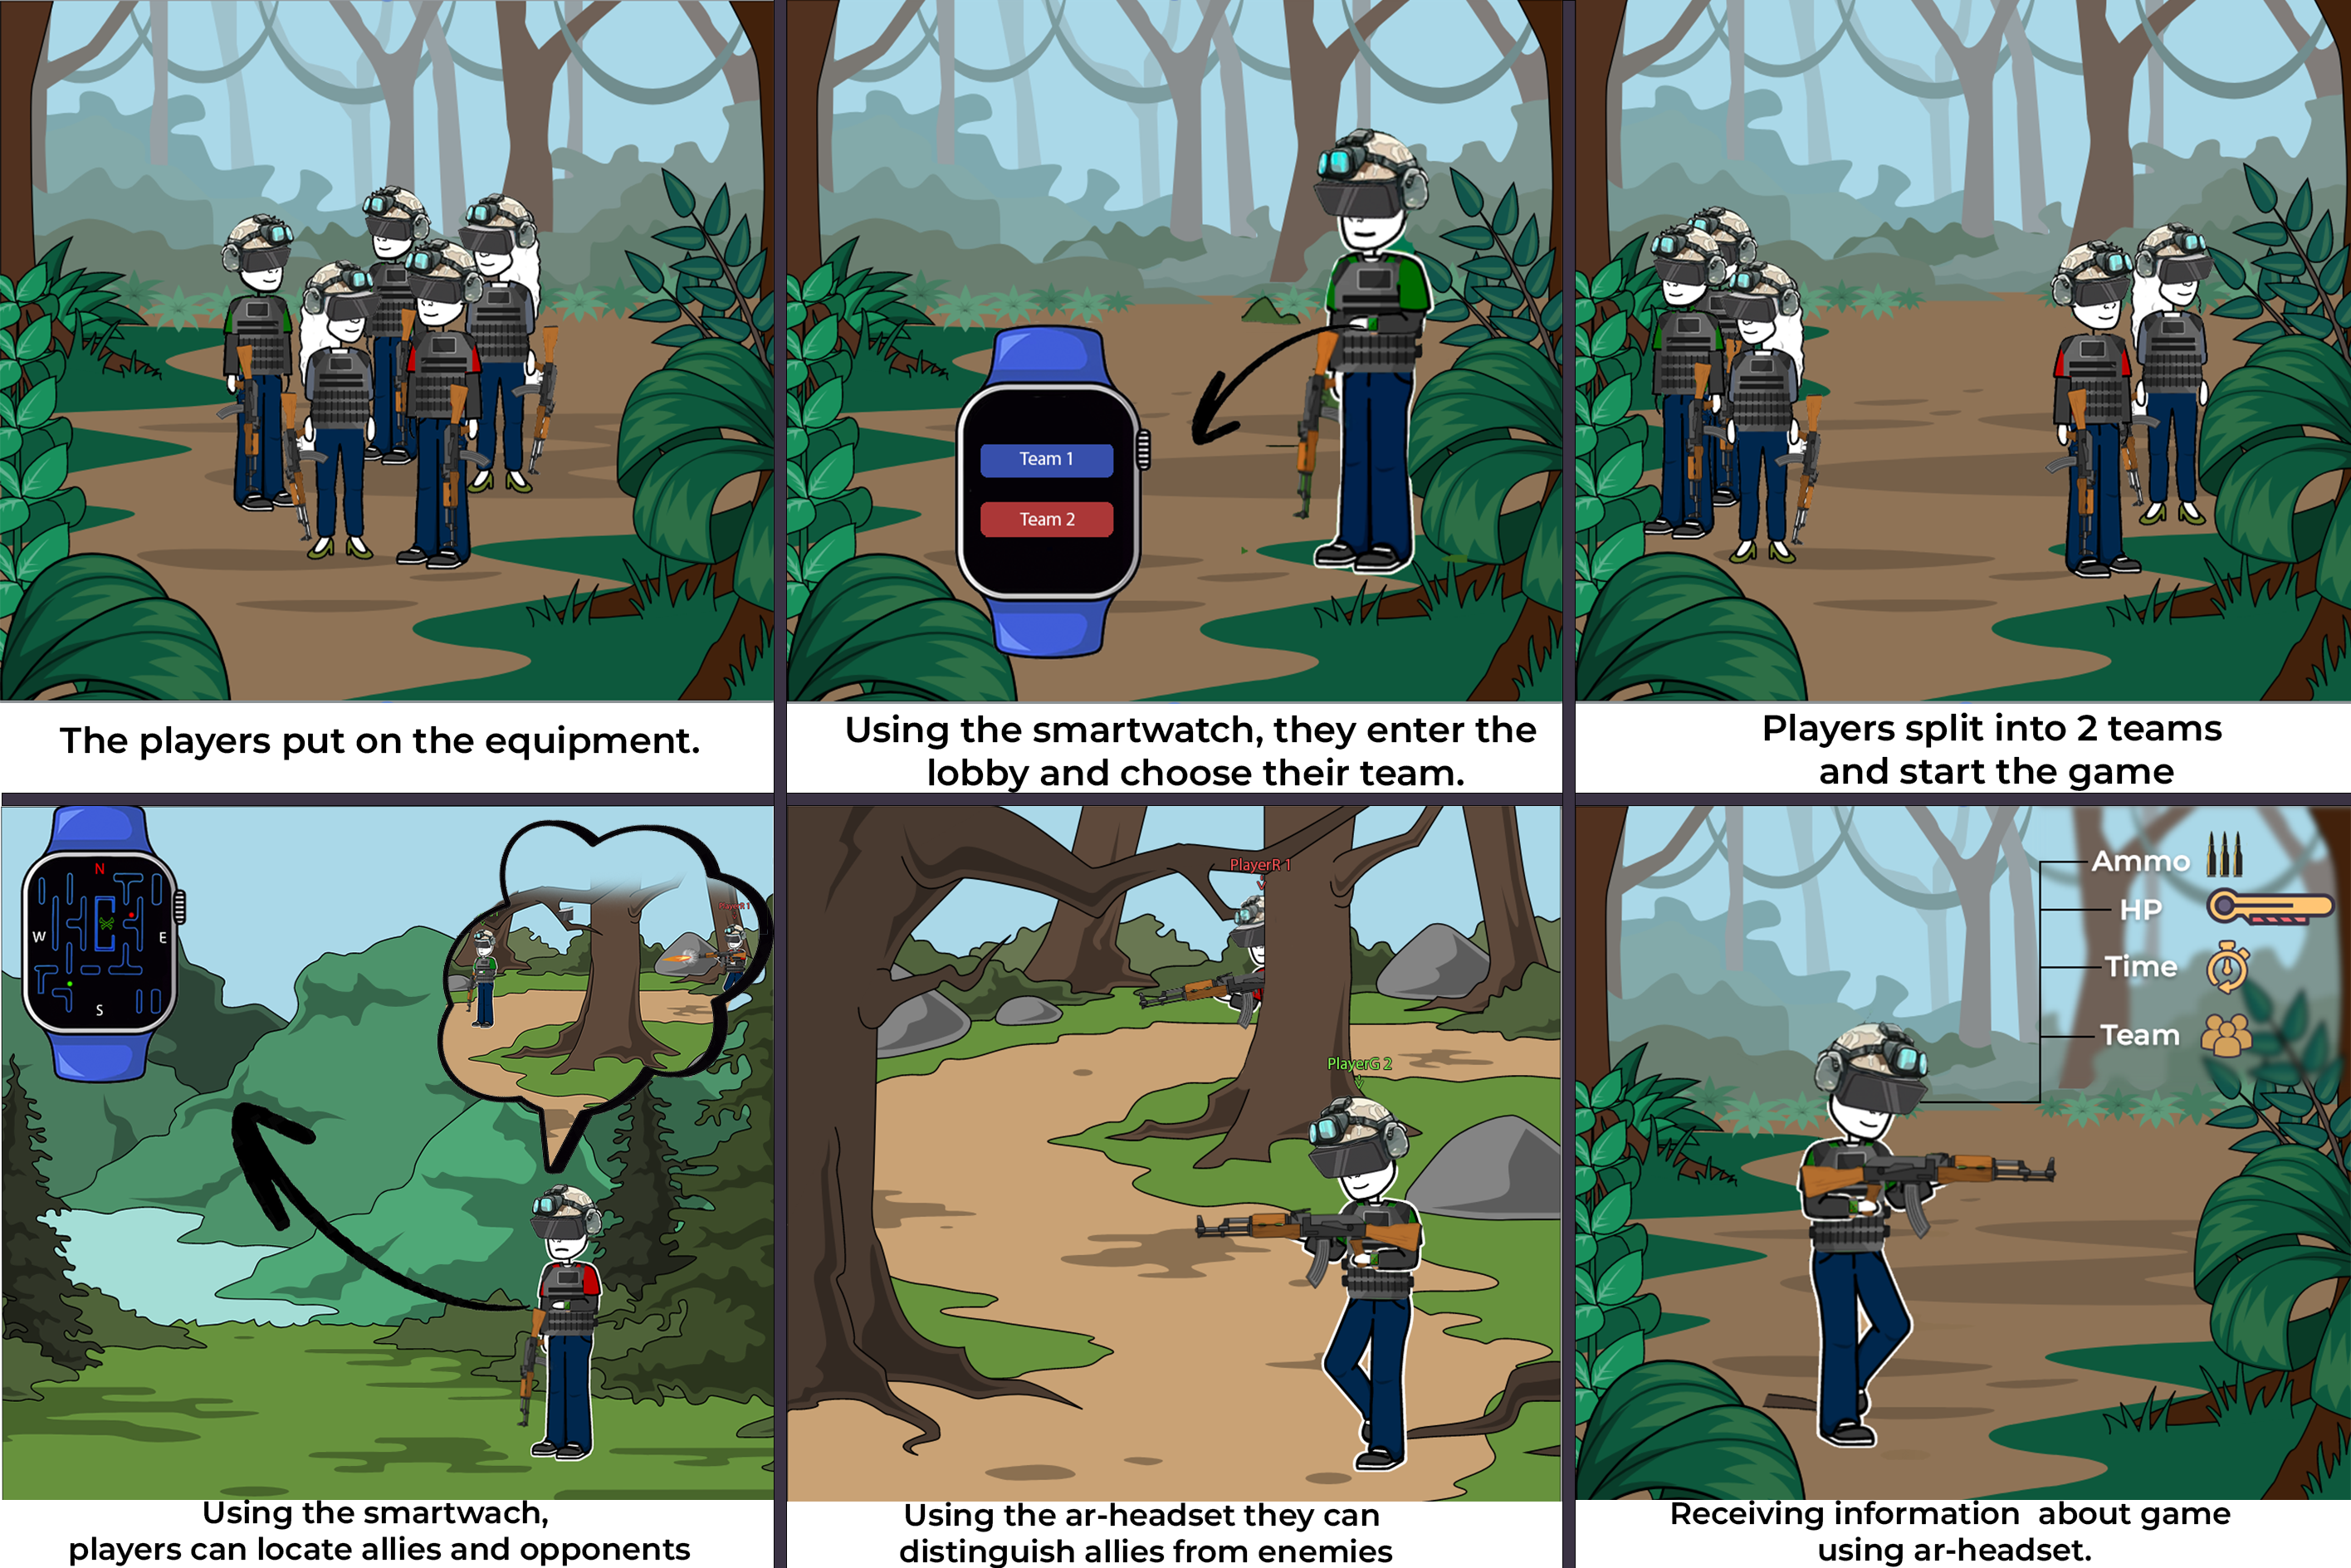 Team 1
Team 2
The players put on the equipment.
Using the smartwatch, they enter the
lobby and choose their team.
Players split into 2 teams
and start the game
N
W
E
S
PlayerR 1
Using the smartwach,
players can locate allies and opponents
PlayerR 1
PlayerG 2
Using the ar-headset they can
distinguish allies from enemies
Ammo
HP
Time
Team
Receiving information about game
using ar-headset.